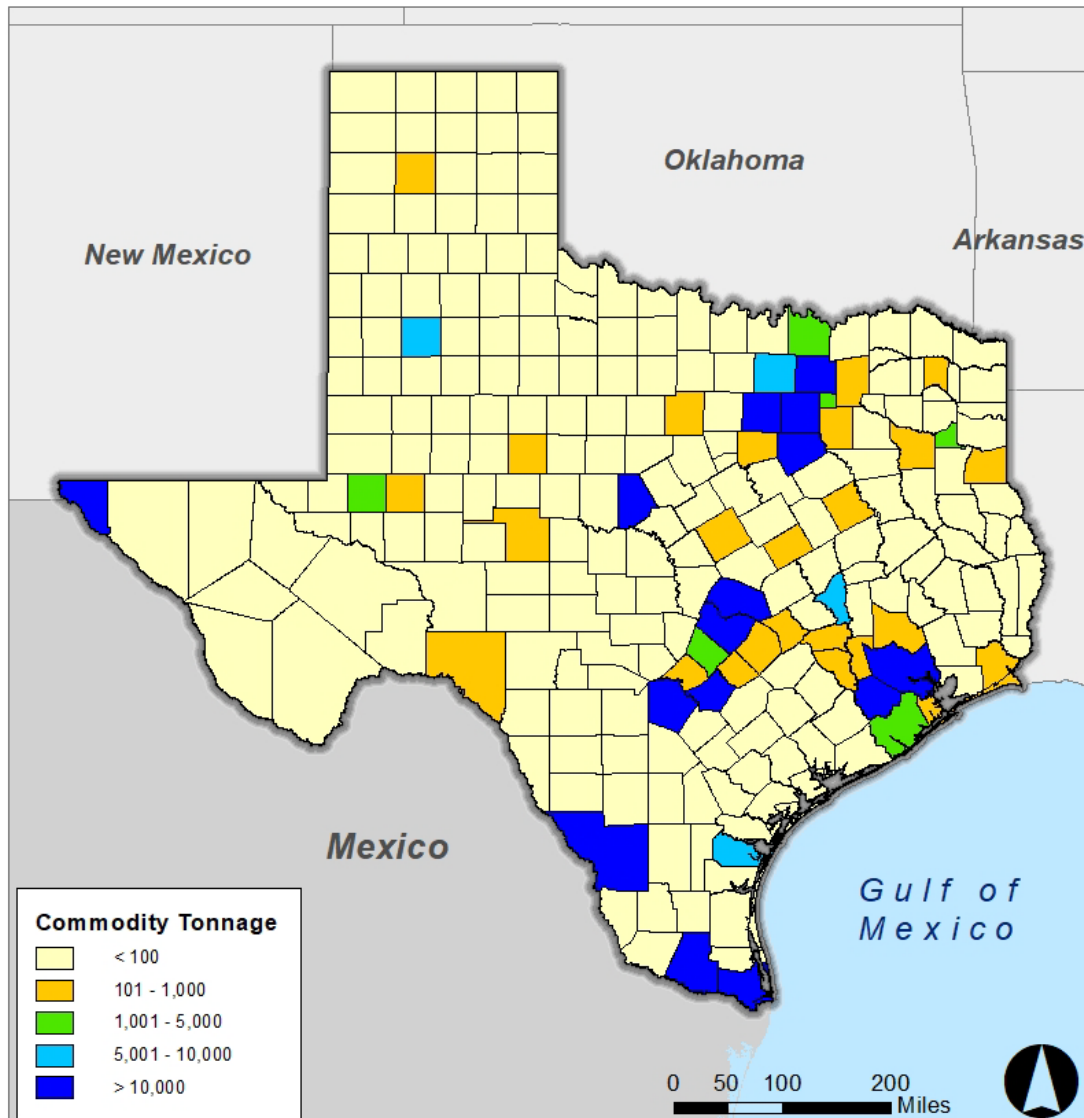 Oklahoma
New Mexico
Arkansas
Mexico
Gulf of
Mexico
Commodity Tonnage
< 100
101 - 1,000
1,001 - 5,000
5,001 - 10,000
> 10,000
0 50 100 200
Miles